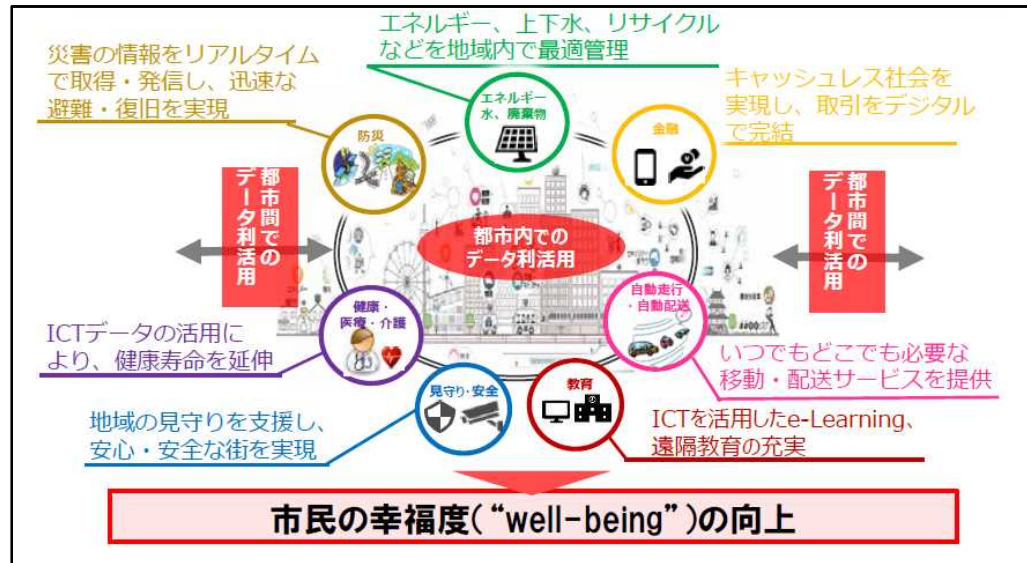 エネルギー、上下水、リサイクル
などを地域内で最適管理
災害の情報をリアルタイム
で取得・発信し、迅速な
避難・復旧を実現
キャッシュレス社会を
実現し、取引をデジタル
で完結
エネルギー
水、廃棄物
防災
金融
都市間での
データ利活用
都市内での
データ利活用
都市間での
データ利活用
健康・
医療・介護
自動走行
・自動配送
ICTデータの活用に
より、健康寿命を延伸
いつでもどこでも必要な
移動・配送サービスを提供
見守り・安全
教育
地域の見守りを支援し、
安心・安全な街を実現
ICTを活用したe-Learning、
遠隔教育の充実
市民の幸福度(“well-being”)の向上